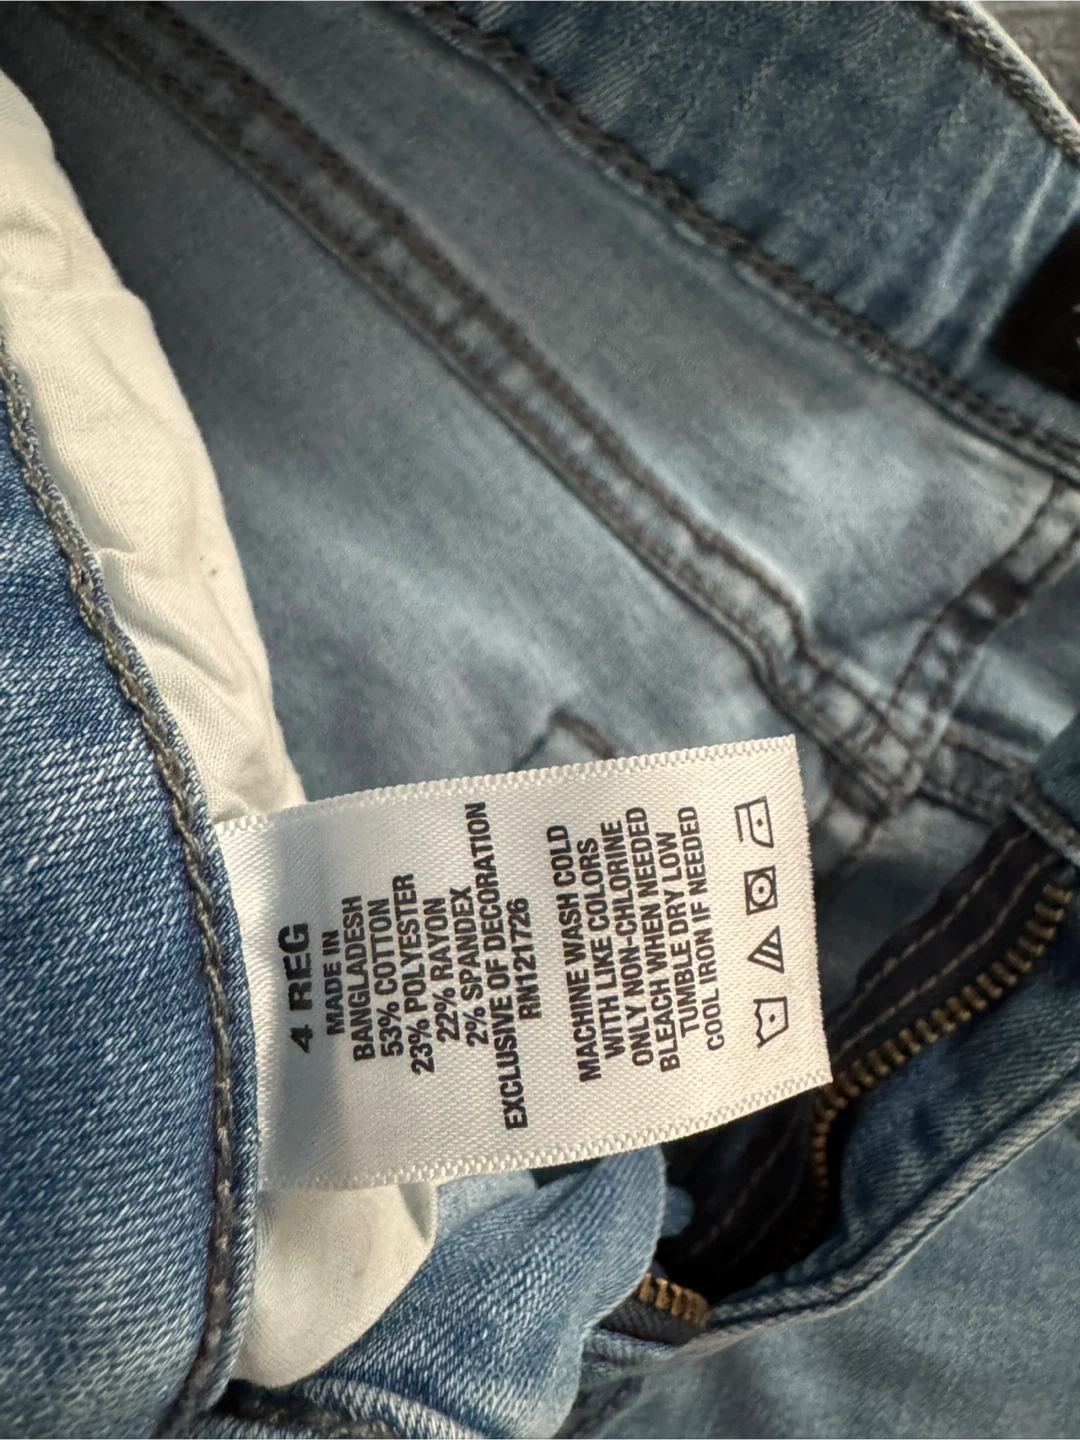 4 REG
MADE IN
BANGLADESH
53% COTTON
23% POLYESTER
22% RAYON
2% SPANDEX
EXCLUSIVE OF DECORATION
RN121726
MACHINE WASH COLD
WITH LIKE COLORS
ONLY NON-CHLORINE
BLEACH WHEN NEEDED
TUMBLE DRY LOW
COOL IRON IF NEEDED